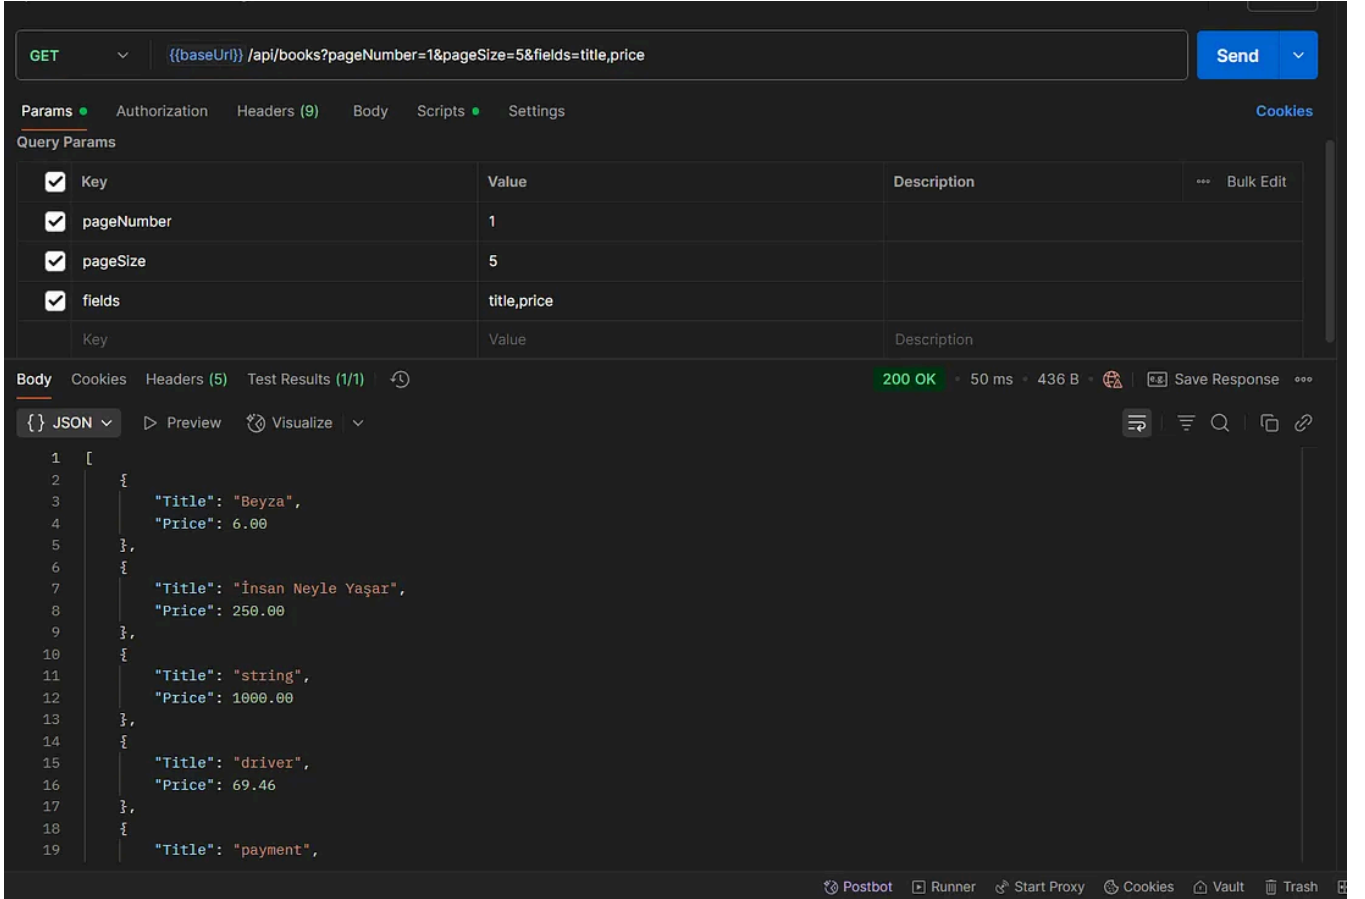 GET {{baseUrl}} /api/books?pageNumber=1&pageSize=5&fields=title,price Send
Params Authorization Headers (9) Body Scripts Settings Cookies
Query Params
Key Value Description Bulk Edit
pageNumber 1
pageSize 5
fields title,price
Key Value Description
Body Cookies Headers (5) Test Results (1/1) 200 OK 50 ms 436 B e.g. Save Response
{} JSON Preview Visualize
1 [
2 {
3 "Title": "Beyza",
4 "Price": 6.00
5 },
6 {
7 "Title": "İnsan Neyle Yaşar",
8 "Price": 250.00
9 },
10 {
11 "Title": "string",
12 "Price": 1000.00
13 },
14 {
15 "Title": "driver",
16 "Price": 69.46
17 },
18 {
19 "Title": "payment",
Postbot Runner Start Proxy Cookies Vault Trash